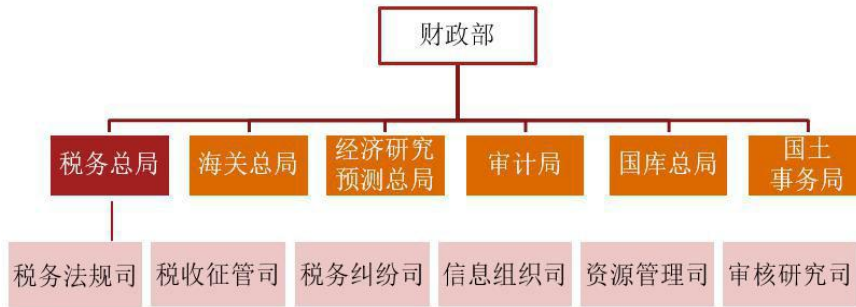 财政部
税务总局
海关总局
经济研究
预测总局
审计局
国库总局
国土
事务局
税务法规司
税收征管司
税务纠纷司
信息组织司
资源管理司
审核研究司